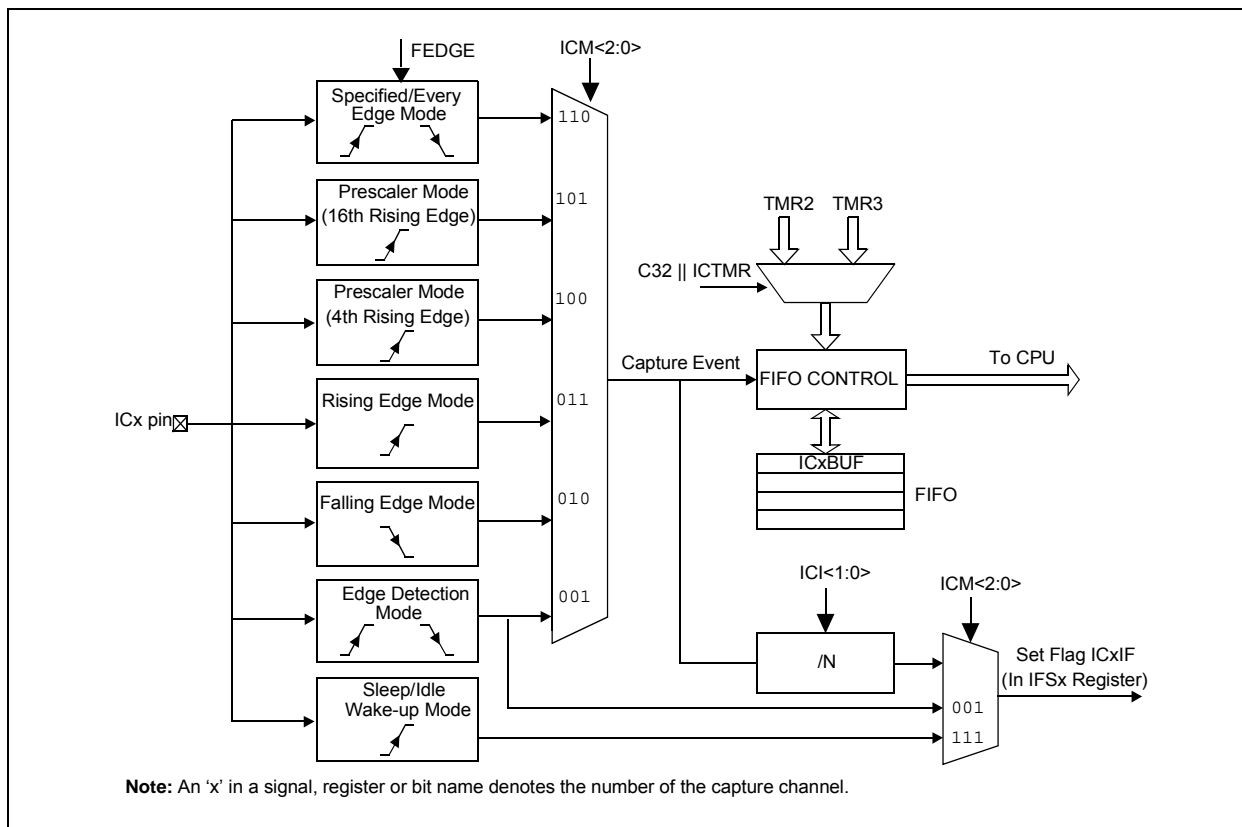 FEDGE
ICM<2:0>
Specified/Every
Edge Mode
110
Prescaler Mode
(16th Rising Edge)
101
TMR2
TMR3
C32 || ICTMR
Prescaler Mode
(4th Rising Edge)
100
Capture Event
FIFO CONTROL
To CPU
ICx pin
Rising Edge Mode
011
ICxBUF
FIFO
Falling Edge Mode
010
ICI<1:0>
ICM<2:0>
Edge Detection
Mode
001
/N
Set Flag ICxIF
(In IFSx Register)
Sleep/Idle
Wake-up Mode
001
111
Note: An ‘x’ in a signal, register or bit name denotes the number of the capture channel.